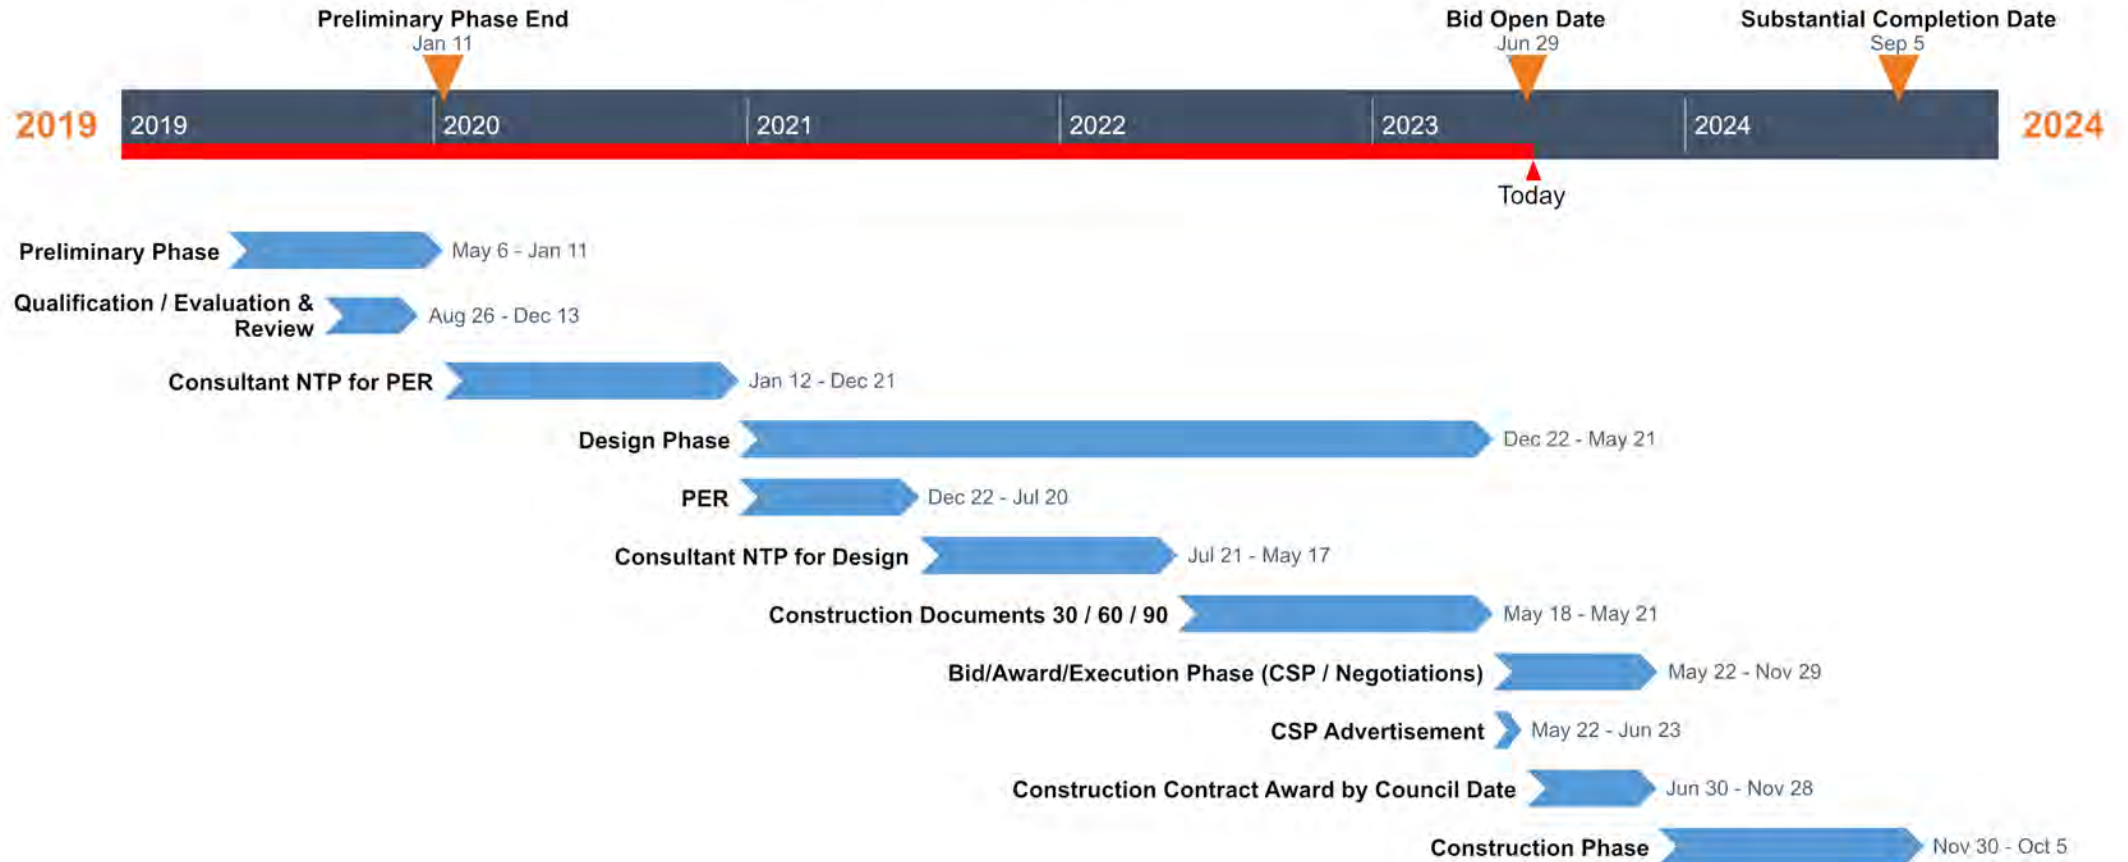 Preliminary Phase End
Jan 11
Bid Open Date
Jun 29
Substantial Completion Date
Sep 5
2019
2019
2020
2021
2022
2023
2024
2024
Today
Preliminary Phase
May 6 - Jan 11
Qualification / Evaluation &
Review
Aug 26 - Dec 13
Consultant NTP for PER
Jan 12 - Dec 21
Design Phase
Dec 22 - May 21
PER
Dec 22 - Jul 20
Consultant NTP for Design
Jul 21 - May 17
Construction Documents 30 / 60 / 90
May 18 - May 21
Bid/Award/Execution Phase (CSP / Negotiations)
May 22 - Nov 29
CSP Advertisement
May 22 - Jun 23
Construction Contract Award by Council Date
Jun 30 - Nov 28
Construction Phase
Nov 30 - Oct 5